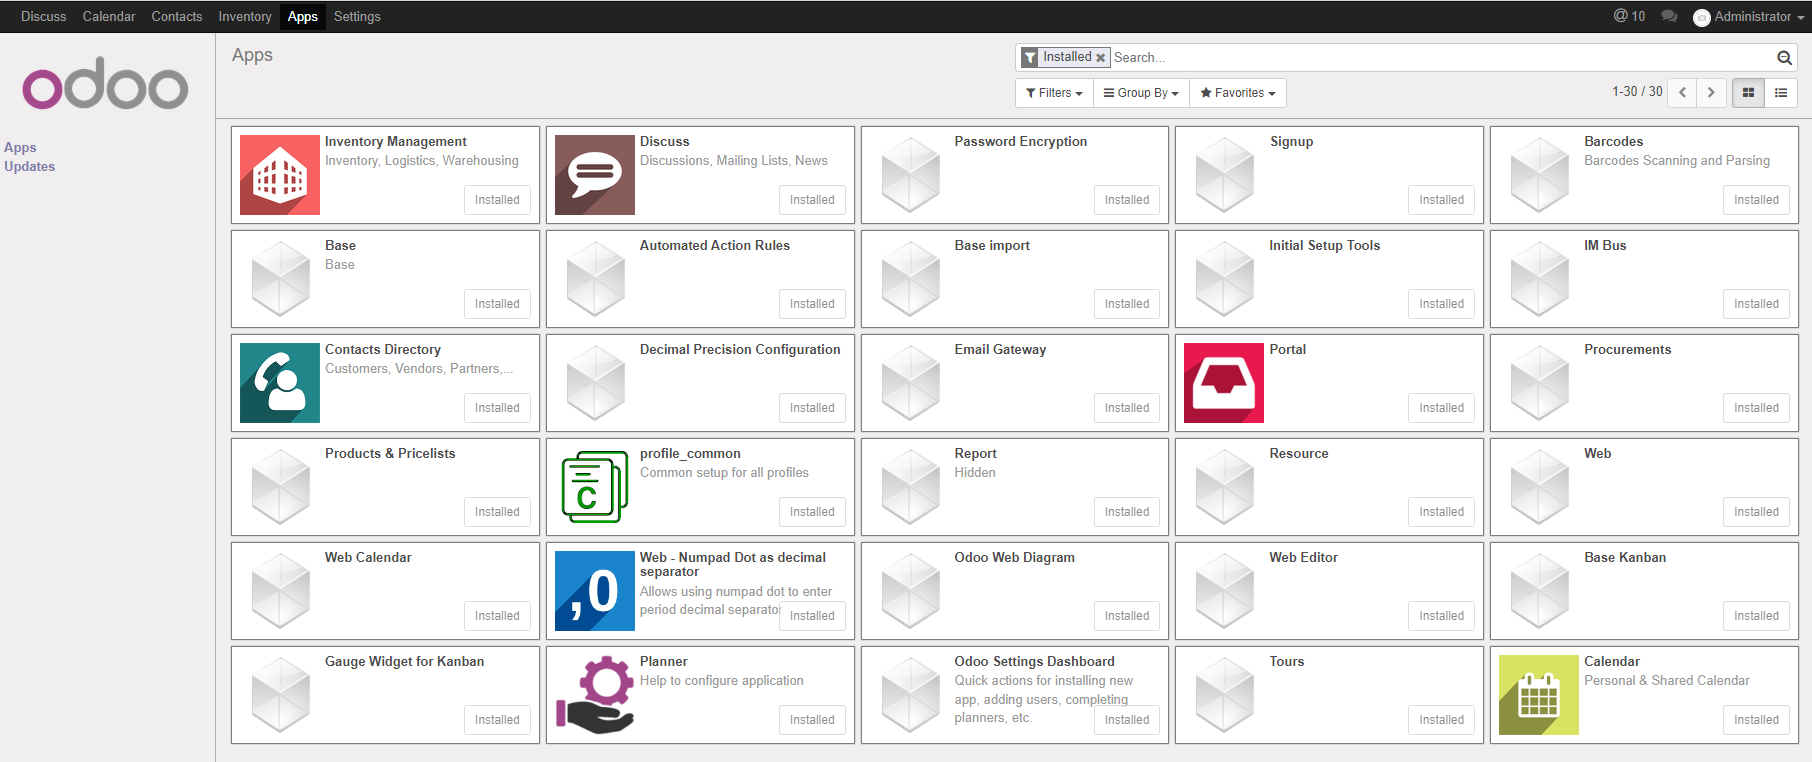 Discuss Calendar Contacts Inventory Apps Settings @ 10 Administrator
odoo
Apps
Updates
Apps
Installed Search...
Filters Group By Favorites 1-30 / 30
Inventory Management
Inventory, Logistics, Warehousing
Installed
Discuss
Discussions, Mailing Lists, News
Installed
Password Encryption
Installed
Signup
Installed
Barcodes
Barcodes Scanning and Parsing
Installed
Base
Base
Installed
Automated Action Rules
Installed
Base import
Installed
Initial Setup Tools
Installed
IM Bus
Installed
Contacts Directory
Customers, Vendors, Partners,...
Installed
Decimal Precision Configuration
Installed
Email Gateway
Installed
Portal
Installed
Procurements
Installed
Products & Pricelists
Installed
C
profile_common
Common setup for all profiles
Installed
Report
Hidden
Installed
Resource
Installed
Web
Installed
Web Calendar
Installed
,0
Web - Numpad Dot as decimal
separator
Allows using numpad dot to enter
period decimal separator
Installed
Odoo Web Diagram
Installed
Web Editor
Installed
Base Kanban
Installed
Gauge Widget for Kanban
Installed
Planner
Help to configure application
Installed
Odoo Settings Dashboard
Quick actions for installing new
app, adding users, completing
planners, etc.
Installed
Tours
Installed
Calendar
Personal & Shared Calendar
Installed